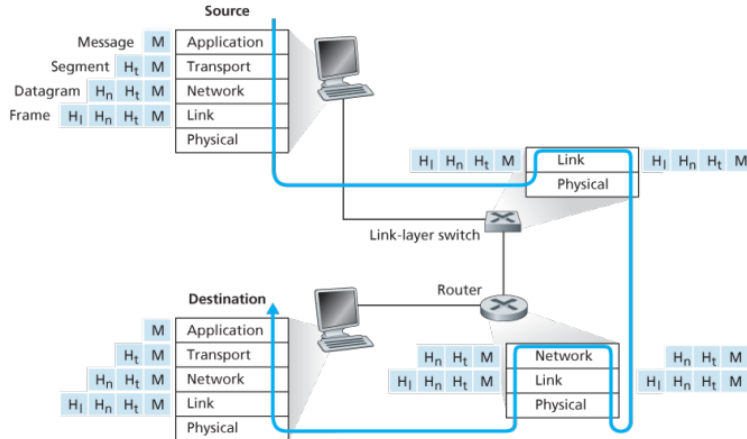 Source
Message M Application
Segment Ht M Transport
Datagram Hn Ht M Network
Frame Hl Hn Ht M Link
Physical
Hl Hn Ht M Link Hl Hn Ht M
Physical
Link-layer switch
Router
Destination
M Application
Ht M Transport
Hn Ht M Network
Hl Hn Ht M Link
Physical
Hn Ht M Network Hn Ht M
Hl Hn Ht M Link Hl Hn Ht M
Physical